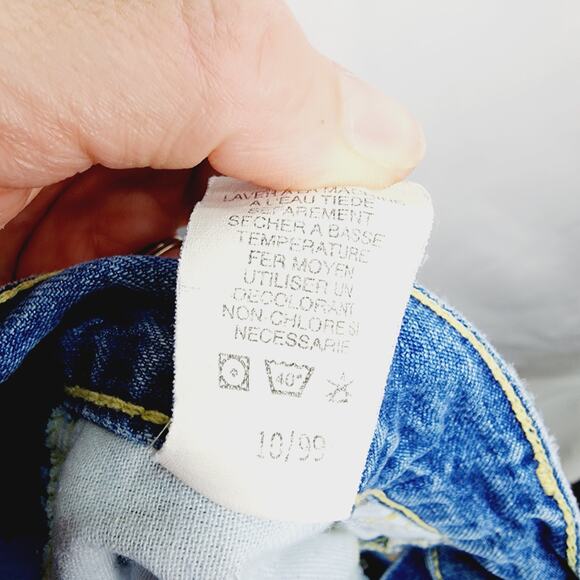 LAVER A LA MACHINE
A L'EAU TIEDE
SEPAREMENT
SECHER A BASSE
TEMPERATURE
FER MOYEN
UTILISER UN
DECOLORANT
NON-CHLORE SI
NECESSARIE
40°
10/99